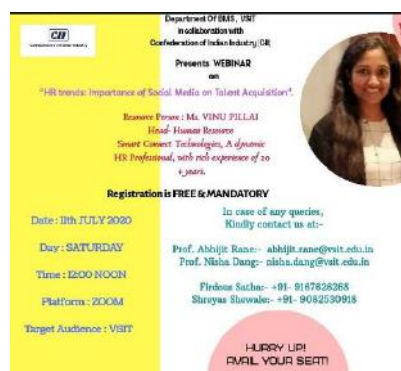 Department Of BMS, VSIT
in collaboration with
Confederation of Indian Industry (CII)
CII
Confederation of Indian Industry
Presents WEBINAR
on
"HR trends: Importance of Social Media on Talent Acquisition".
Resource Person : Ms. VINU PILLAI
Head- Human Resource
Smart Connect Technologies, A dynamic
HR Professional, with rich experience of 20
+ years.
Registration is FREE & MANDATORY
Date : 11th JULY 2020
Day : SATURDAY
Time : 12:00 NOON
Platform : ZOOM
Target Audience : VSIT
In case of any queries,
Kindly contact us at:-
Prof. Abhijit Rane:- abhijit.rane@vsit.edu.in
Prof. Nisha Dang:- nisha.dang@vsit.edu.in
Firdous Sathar:- +91- 9167626268
Shreyas Shewale:- +91- 9082530918
HURRY UP!
AVAIL YOUR SEAT!